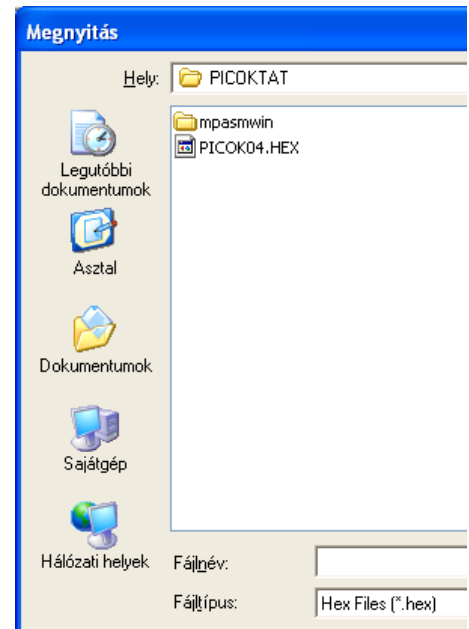 Megnyitás
Hely:
PICOKTAT
mpasmwin
PICOK04.HEX
Legutóbbi
dokumentumok
Asztal
Dokumentumok
Sajátgép
Hálózati helyek
Fájlnév:
Fájltípus:
Hex Files (*.hex)